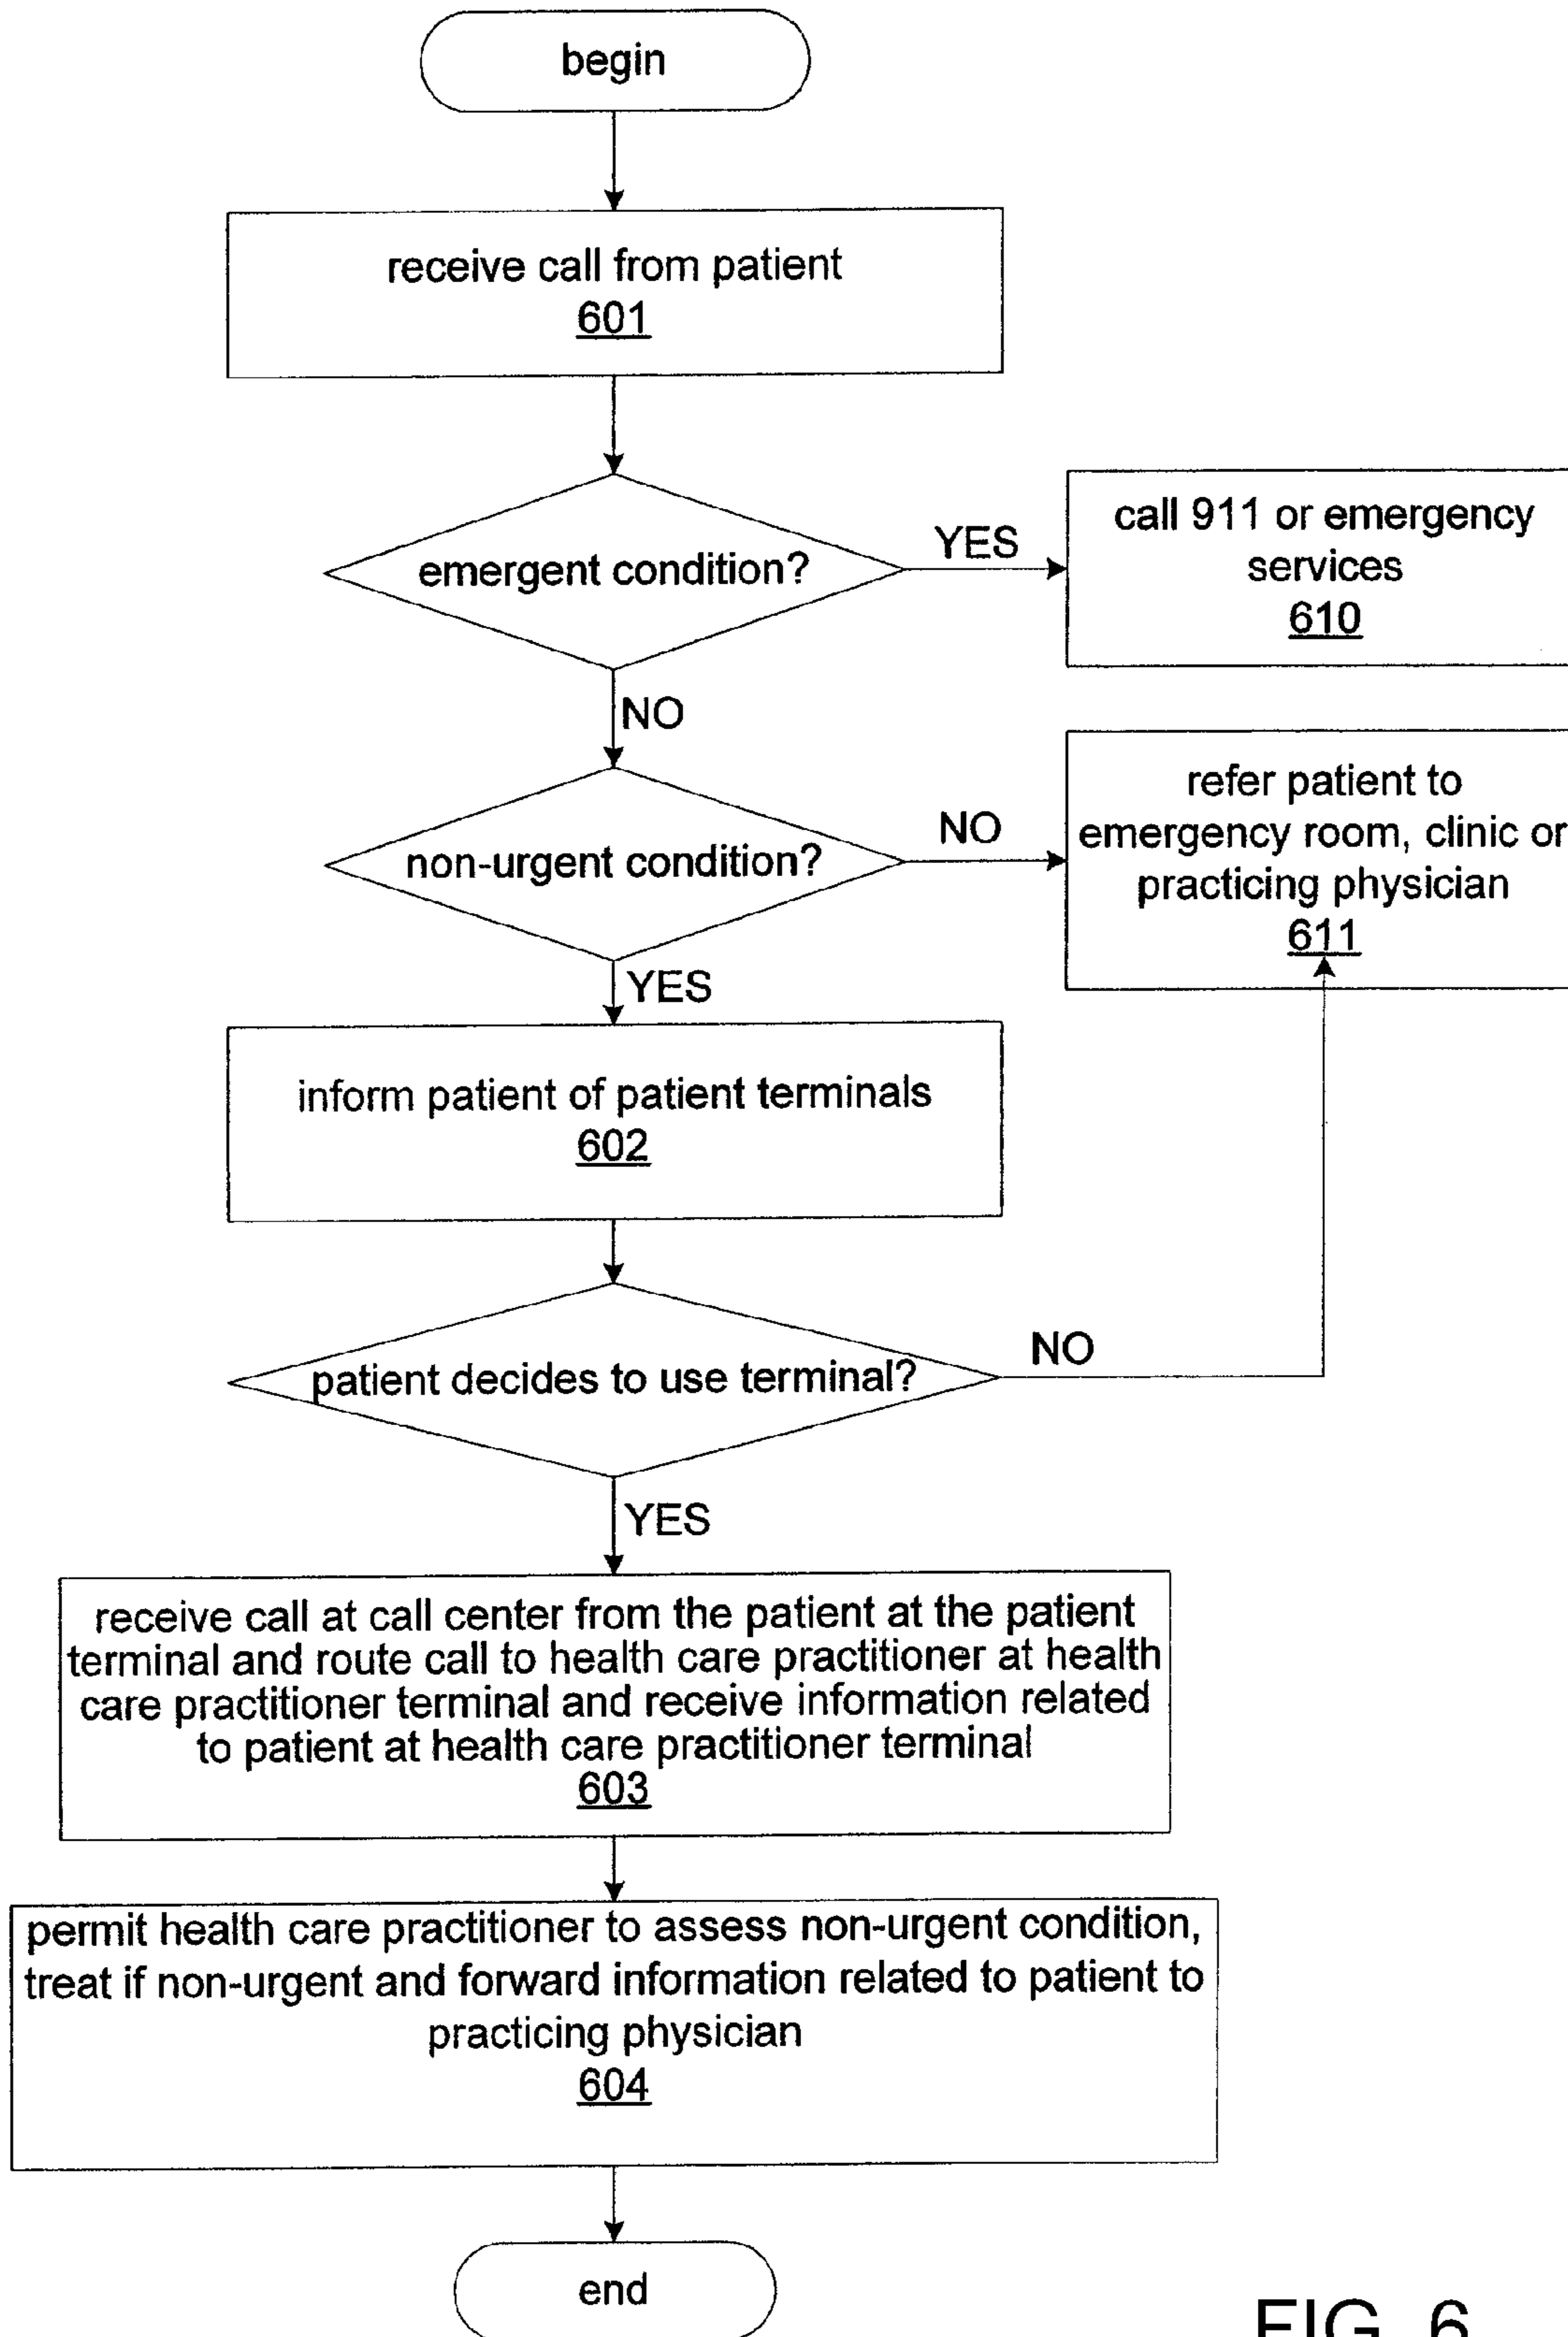 begin
receive call from patient
601
emergent condition?
YES
call 911 or emergency
services
610
NO
non-urgent condition?
NO
refer patient to
emergency room, clinic or
practicing physician
611
YES
inform patient of patient terminals
602
patient decides to use terminal?
NO
YES
receive call at call center from the patient at the patient
terminal and route call to health care practitioner at health
care practitioner terminal and receive information related
to patient at health care practitioner terminal
603
permit health care practitioner to assess non-urgent condition,
treat if non-urgent and forward information related to patient to
practicing physician
604
end
FIG. 6